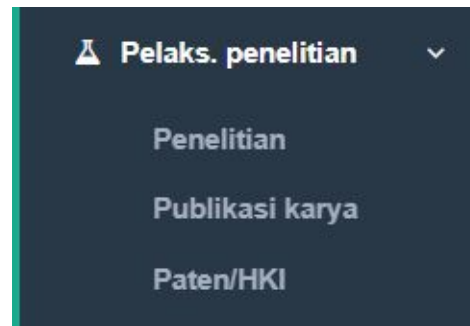 Pelaks. penelitian
Penelitian
Publikasi karya
Paten/HKI